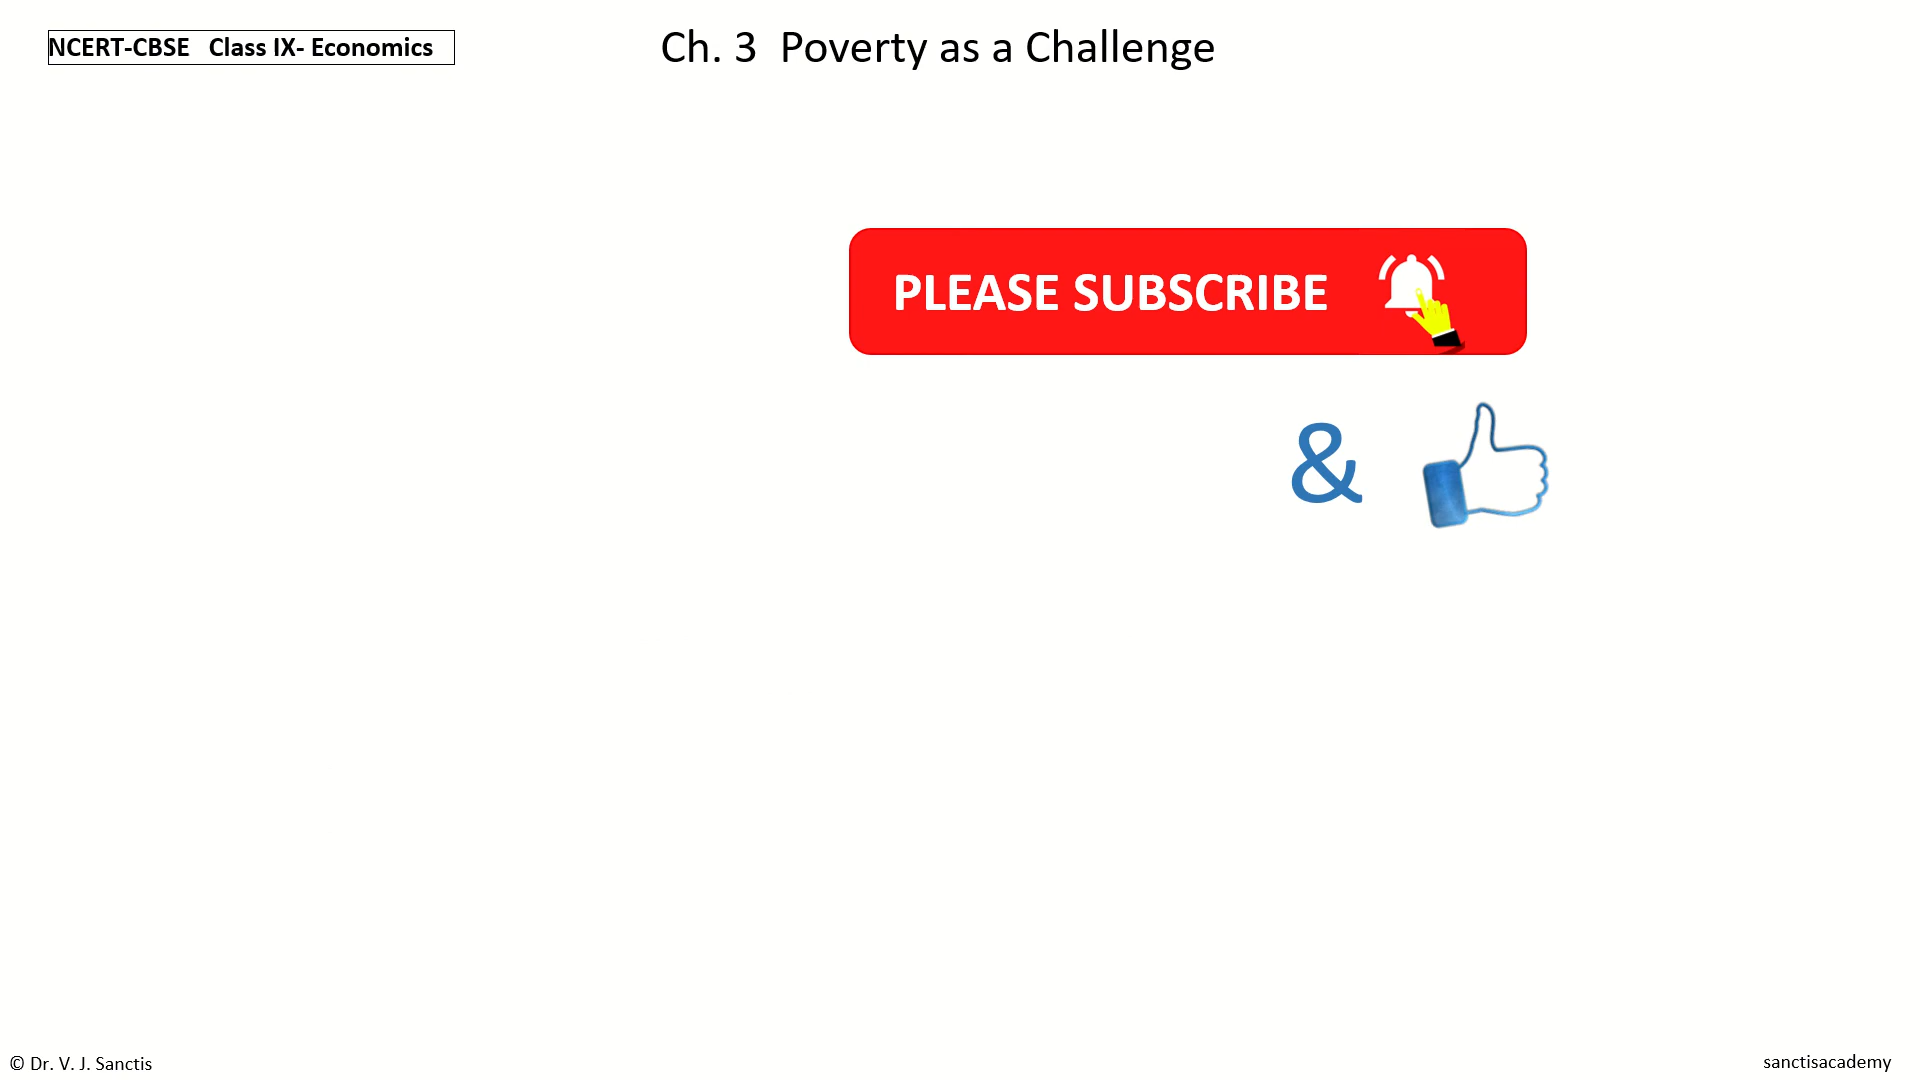 NCERT-CBSE Class IX- Economics
Ch. 3 Poverty as a Challenge
PLEASE SUBSCRIBE
&
© Dr. V. J. Sanctis
sanctisacademy